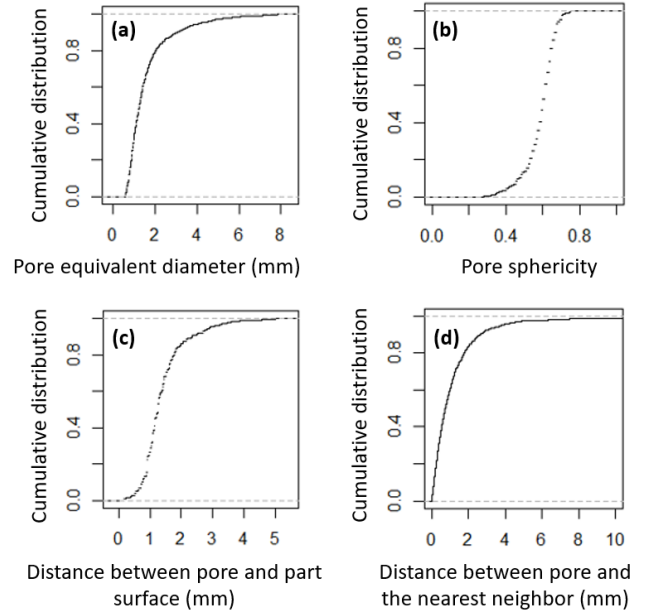 (a)
Cumulative distribution
0.0 0.4 0.8
0 2 4 6 8
Pore equivalent diameter (mm)
(b)
Cumulative distribution
0.0 0.4 0.8
0.0 0.4 0.8
Pore sphericity
(c)
Cumulative distribution
0.0 0.4 0.8
0 1 2 3 4 5
Distance between pore and part
surface (mm)
(d)
Cumulative distribution
0.0 0.4 0.8
0 2 4 6 8 10
Distance between pore and
the nearest neighbor (mm)